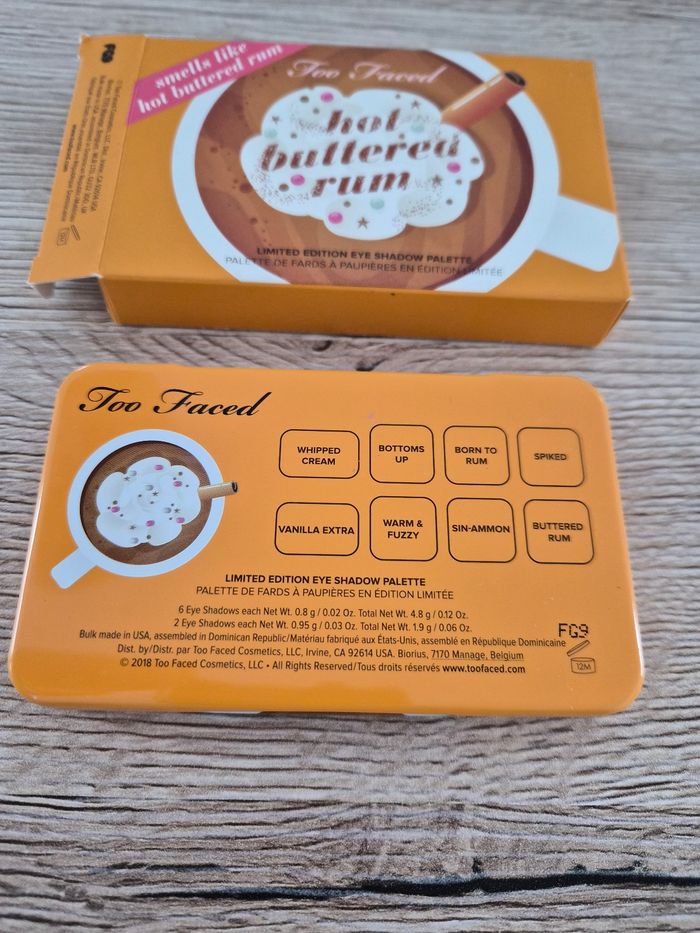 FG9
smells like
hot buttered rum
Too Faced
hot
buttered
rum
LIMITED EDITION EYE SHADOW PALETTE
PALETTE DE FARDS À PAUPIÈRES EN ÉDITION LIMITÉE
www.toofaced.com
Too Faced
WHIPPED
CREAM
BOTTOMS
UP
BORN TO
RUM
SPIKED
VANILLA EXTRA
WARM &
FUZZY
SIN-AMMON
BUTTERED
RUM
LIMITED EDITION EYE SHADOW PALETTE
PALETTE DE FARDS À PAUPIÈRES EN ÉDITION LIMITÉE
6 Eye Shadows each Net Wt. 0.8 g / 0.02 Oz. Total Net Wt. 4.8 g / 0.12 Oz.
2 Eye Shadows each Net Wt. 0.95 g / 0.03 Oz. Total Net Wt. 1.9 g / 0.06 Oz.
Bulk made in USA, assembled in Dominican Republic/Matériau fabriqué aux États-Unis, assemblé en République Dominicaine
Dist. by/Distr. par Too Faced Cosmetics, LLC, Irvine, CA 92614 USA. Biorius, 7170 Manage, Belgium
© 2018 Too Faced Cosmetics, LLC • All Rights Reserved/Tous droits réservés www.toofaced.com
FG9
12M